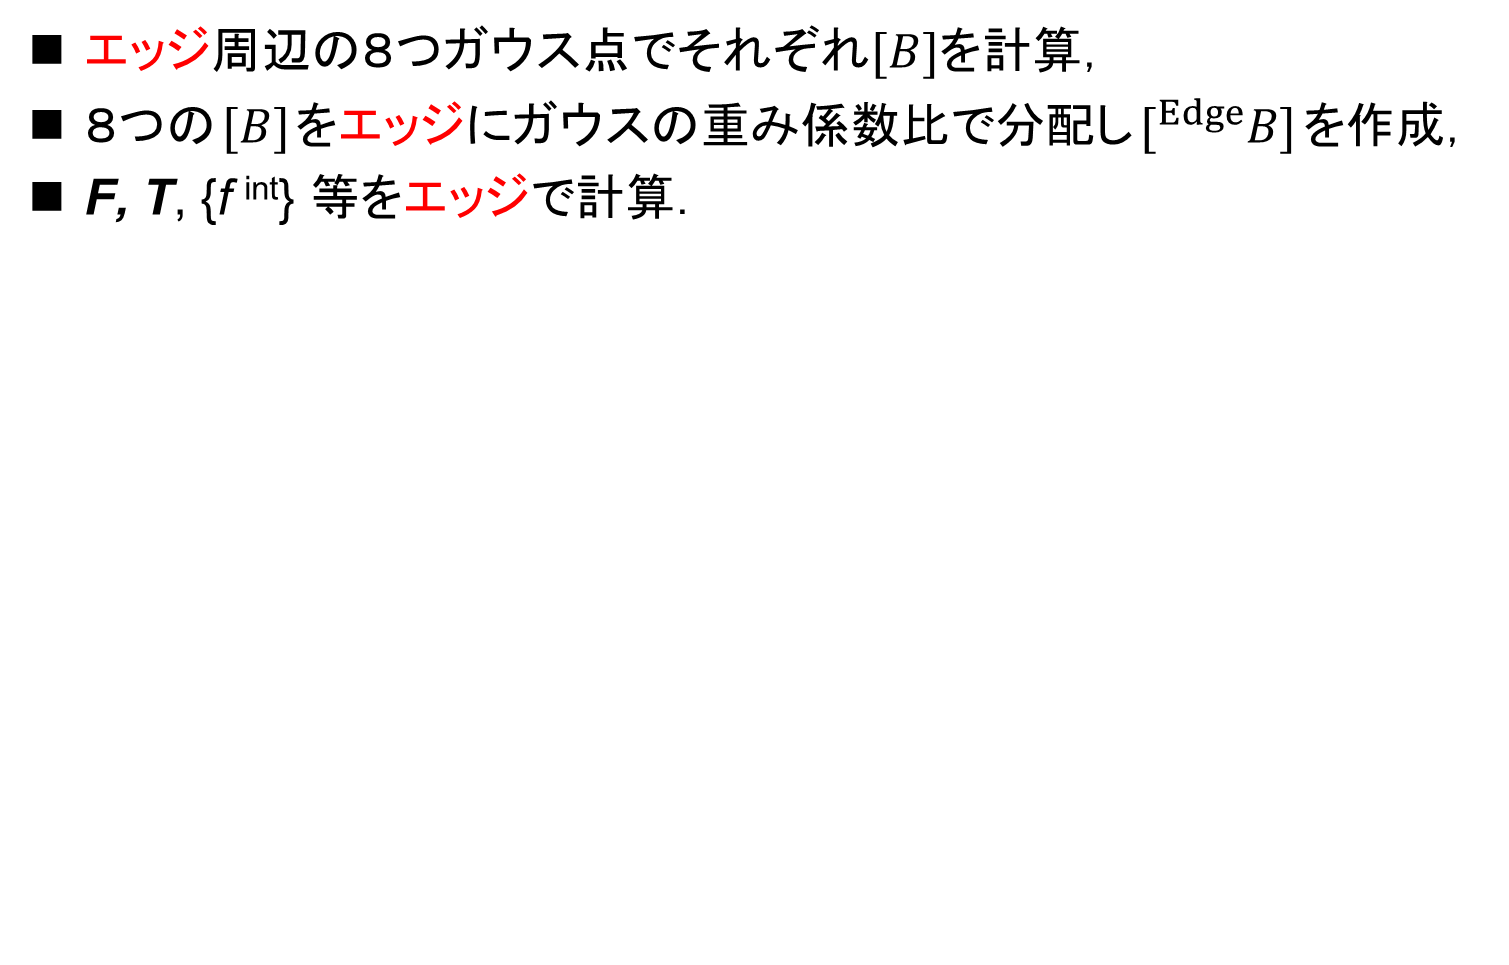 ■ エッジ周辺の８つガウス点でそれぞれ[B]を計算,
■ ８つの[B]をエッジにガウスの重み係数比で分配し[ᴱᵈᵍᵉB]を作成,
■ F, T, {f int} 等をエッジで計算.